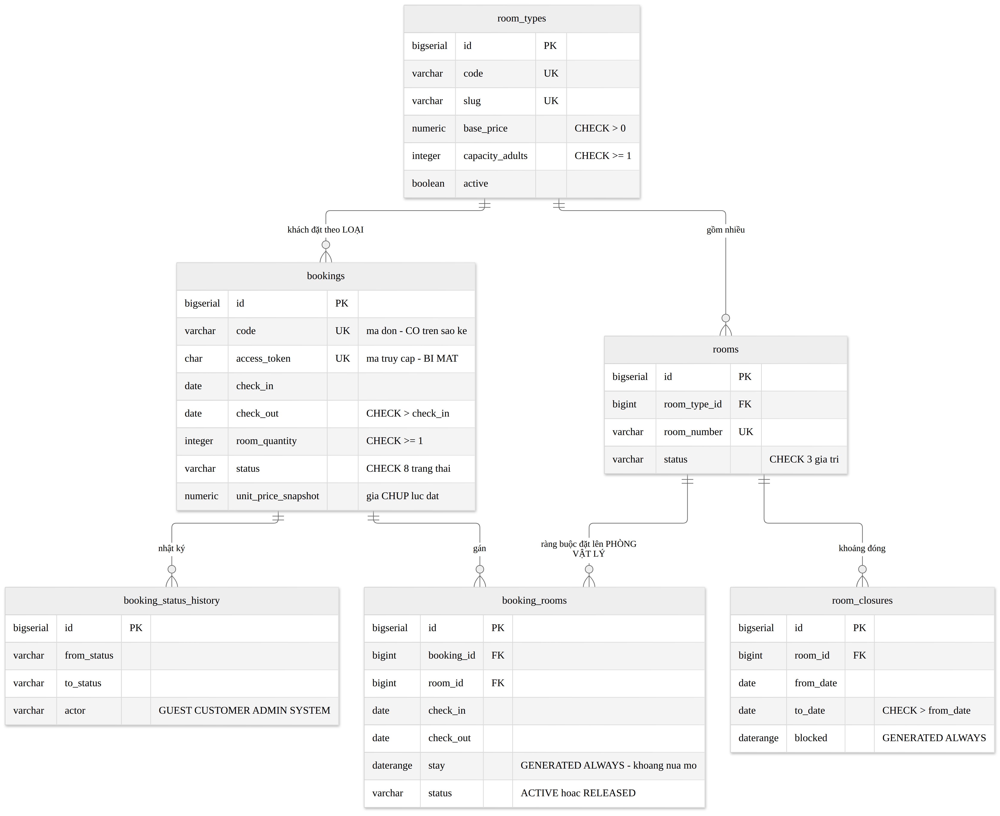 room_types
bigserial id PK
varchar code UK
varchar slug UK
numeric base_price CHECK > 0
integer capacity_adults CHECK >= 1
boolean active
khách đặt theo LOẠI
gồm nhiều
bookings
bigserial id PK
varchar code UK ma don - CO tren sao ke
char access_token UK ma truy cap - BI MAT
date check_in
date check_out CHECK > check_in
integer room_quantity CHECK >= 1
varchar status CHECK 8 trang thai
numeric unit_price_snapshot gia CHUP luc dat
rooms
bigserial id PK
bigint room_type_id FK
varchar room_number UK
varchar status CHECK 3 gia tri
nhật ký
gán
ràng buộc đặt lên PHÒNG
VẬT LÝ
khoảng đóng
booking_status_history
bigserial id PK
varchar from_status
varchar to_status
varchar actor GUEST CUSTOMER ADMIN SYSTEM
booking_rooms
bigserial id PK
bigint booking_id FK
bigint room_id FK
date check_in
date check_out
daterange stay GENERATED ALWAYS - khoang nua mo
varchar status ACTIVE hoac RELEASED
room_closures
bigserial id PK
bigint room_id FK
date from_date
date to_date CHECK > from_date
daterange blocked GENERATED ALWAYS